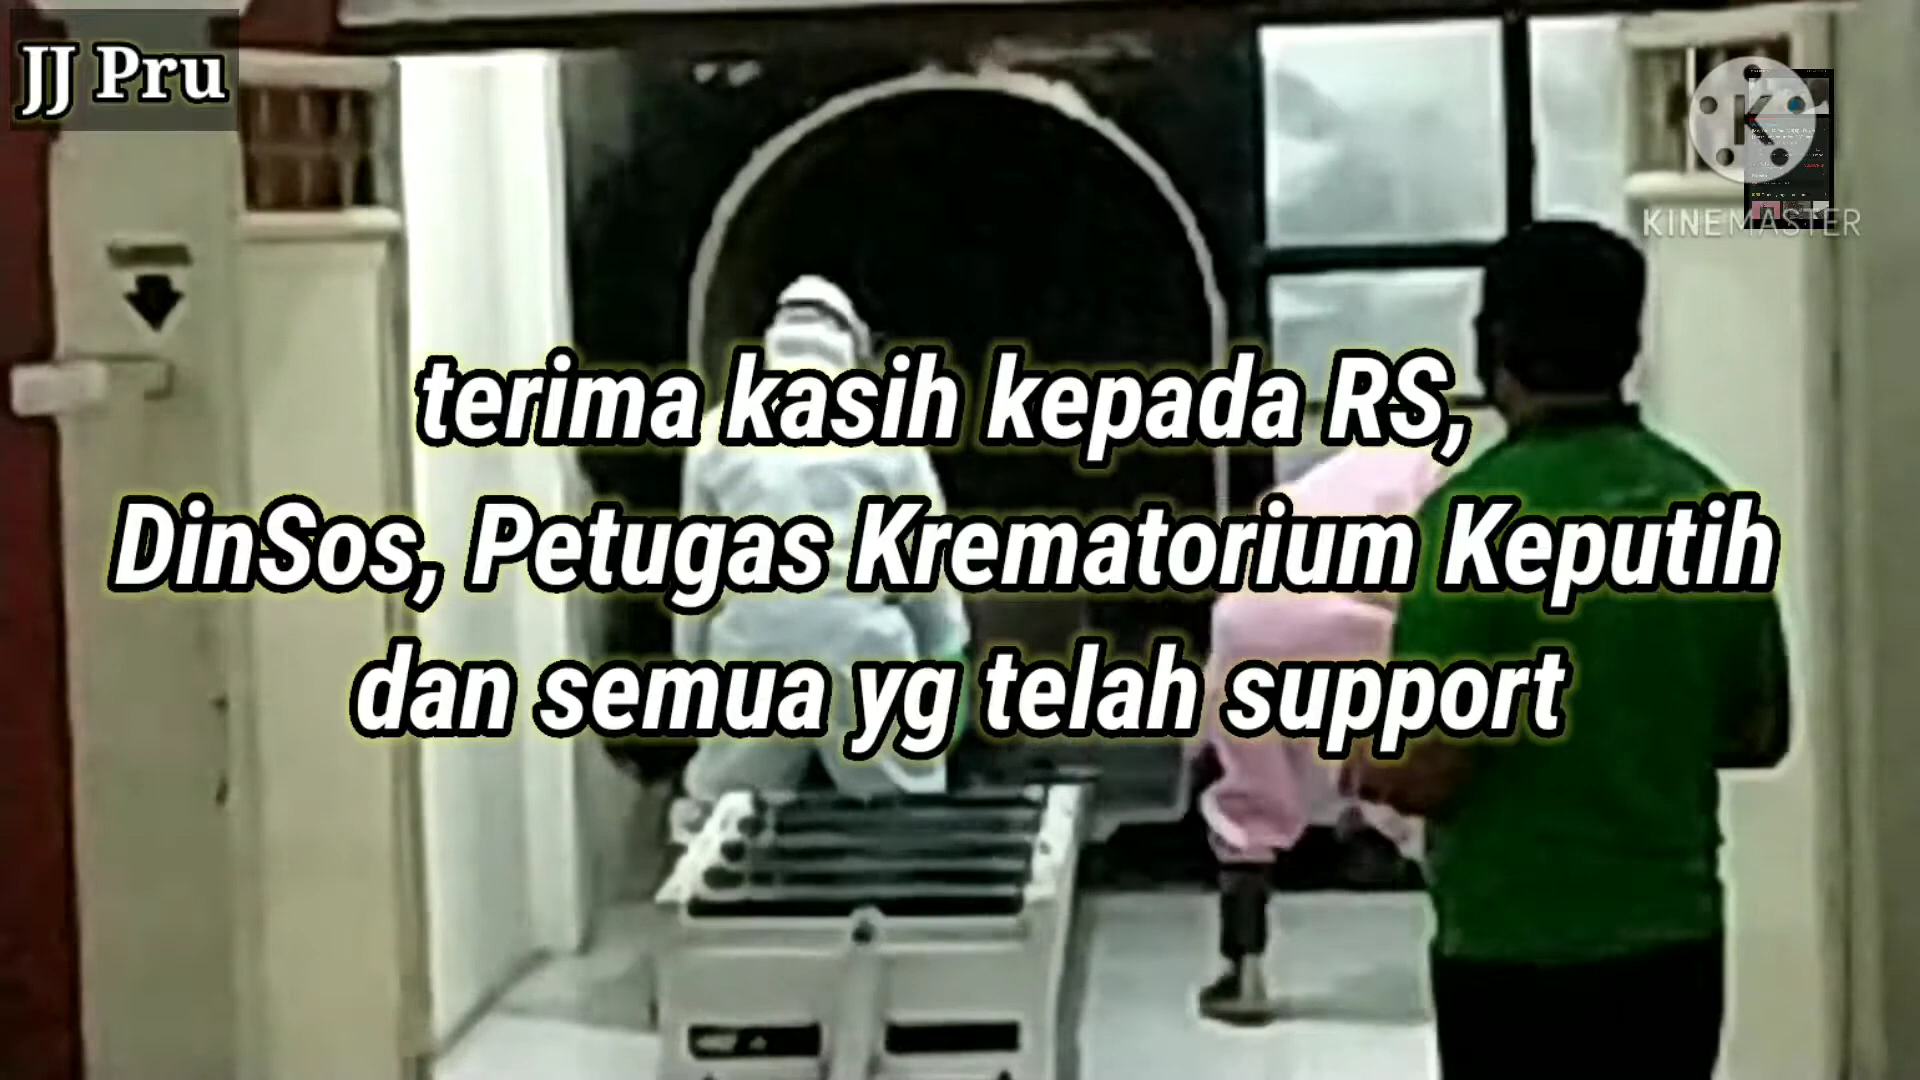 JJ Pru
K
KINEMASTER
terima kasih kepada RS,
DinSos, Petugas Krematorium Keputih
dan semua yg telah support